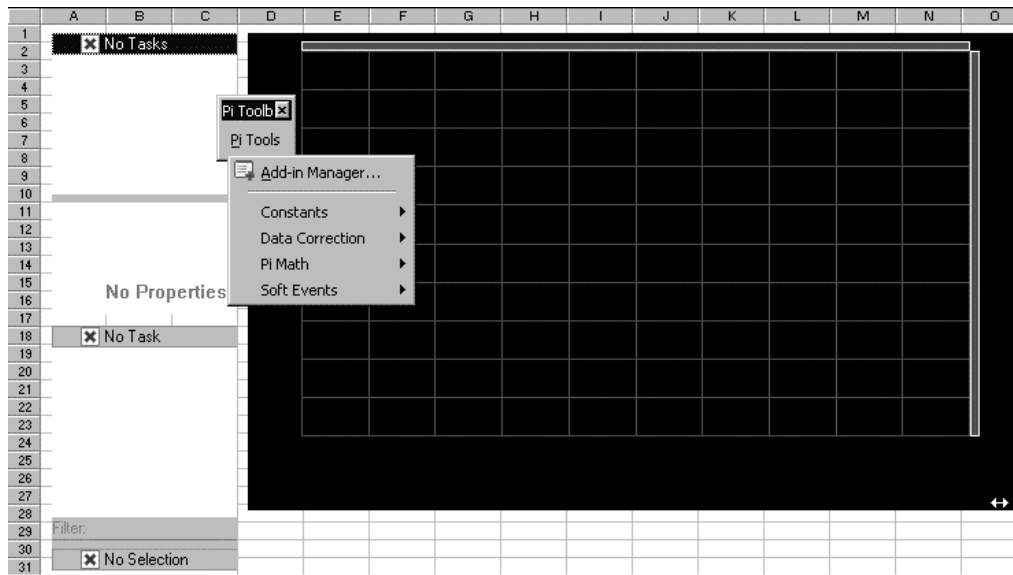 A B C D E F G H I J K L M N O
1
No Tasks
2
3
4
5
Pi Toolb
6
7
Pi Tools
8
9
Add-in Manager...
10
11
Constants
12
13
Data Correction
14
Pi Math
15
No Properties
Soft Events
16
17
18
No Task
19
20
21
22
23
24
25
26
27
28
29
Filter:
30
31
No Selection